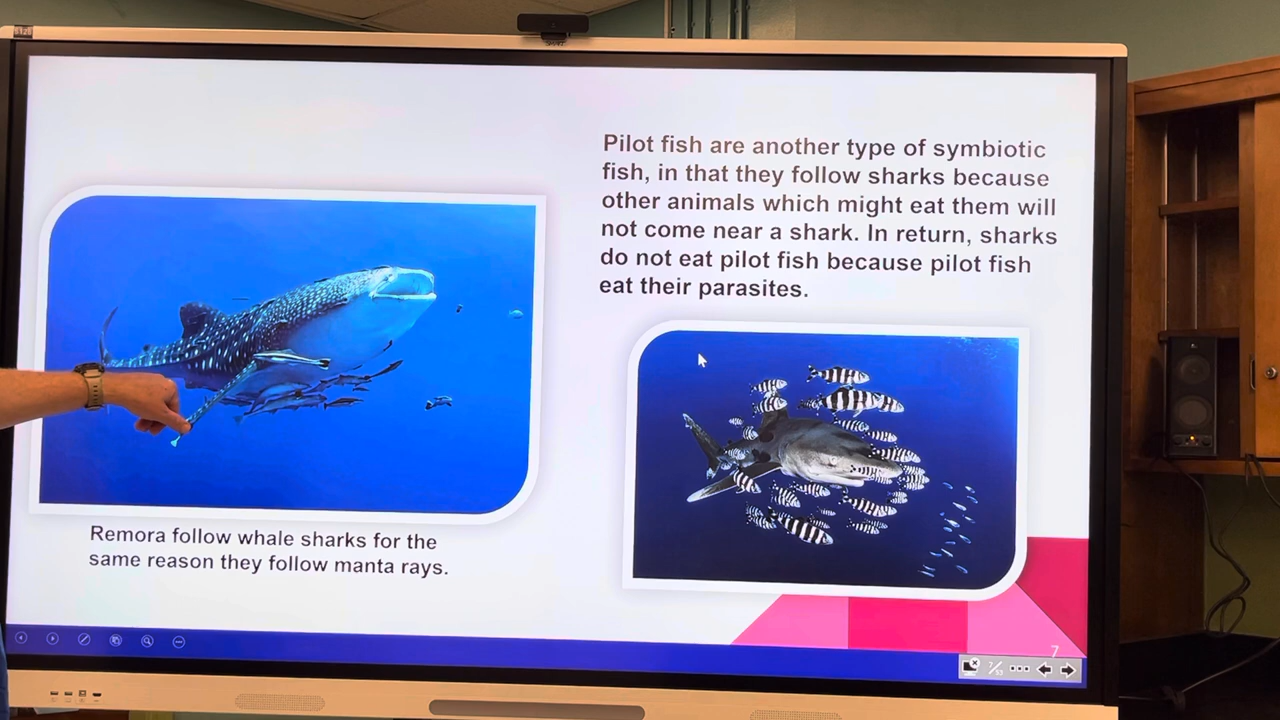 Pilot fish are another type of symbiotic
fish, in that they follow sharks because
other animals which might eat them will
not come near a shark. In return, sharks
do not eat pilot fish because pilot fish
eat their parasites.
Remora follow whale sharks for the
same reason they follow manta rays.
7